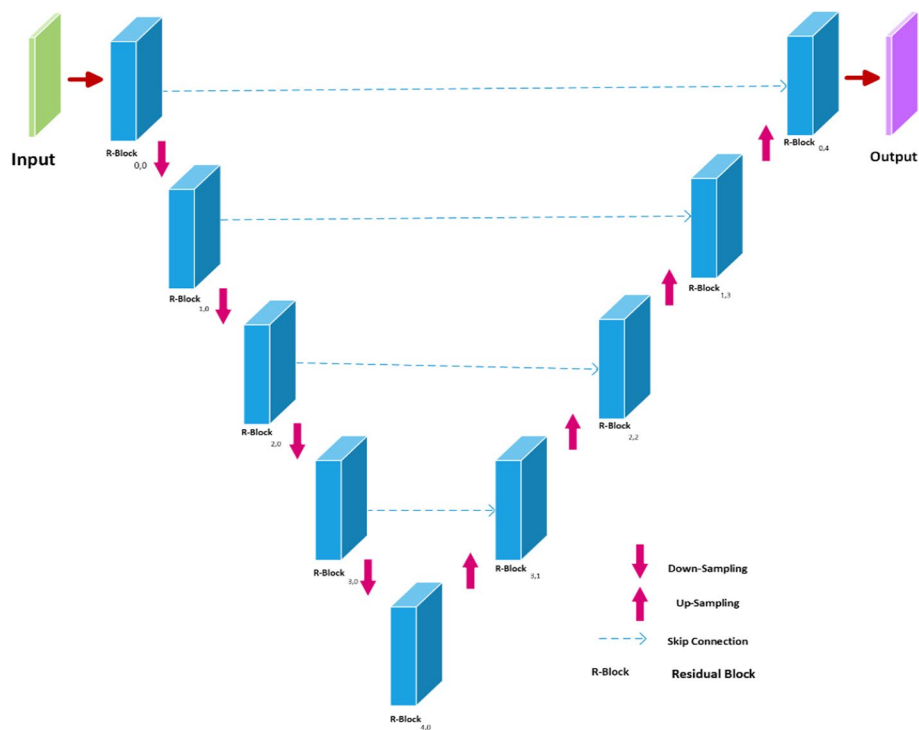 Input
R-Block 0,0
R-Block 0,4
Output
R-Block 1,0
R-Block 1,3
R-Block 2,0
R-Block 2,2
R-Block 3,0
R-Block 3,1
Down-Sampling
Up-Sampling
Skip Connection
R-Block Residual Block
R-Block 4,0